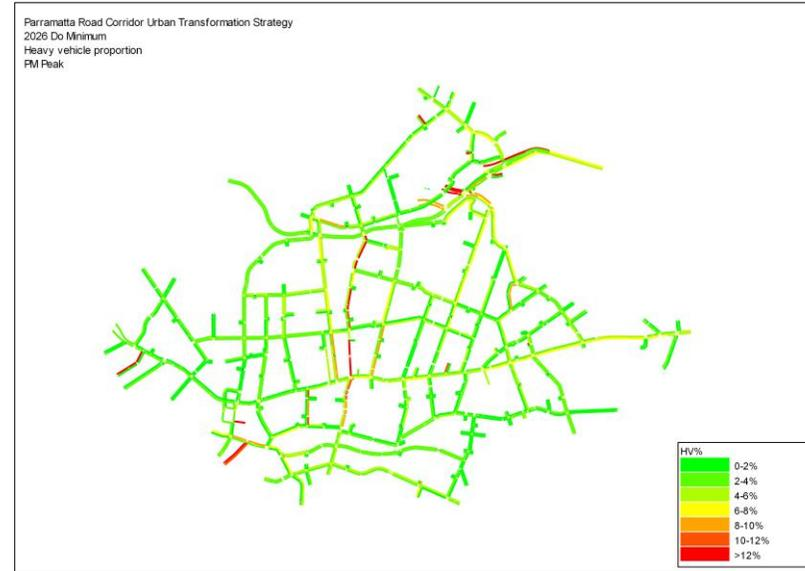 Parramatta Road Corridor Urban Transformation Strategy
2026 Do Minimum
Heavy vehicle proportion
PM Peak
HV%
0-2%
2-4%
4-6%
6-8%
8-10%
10-12%
>12%